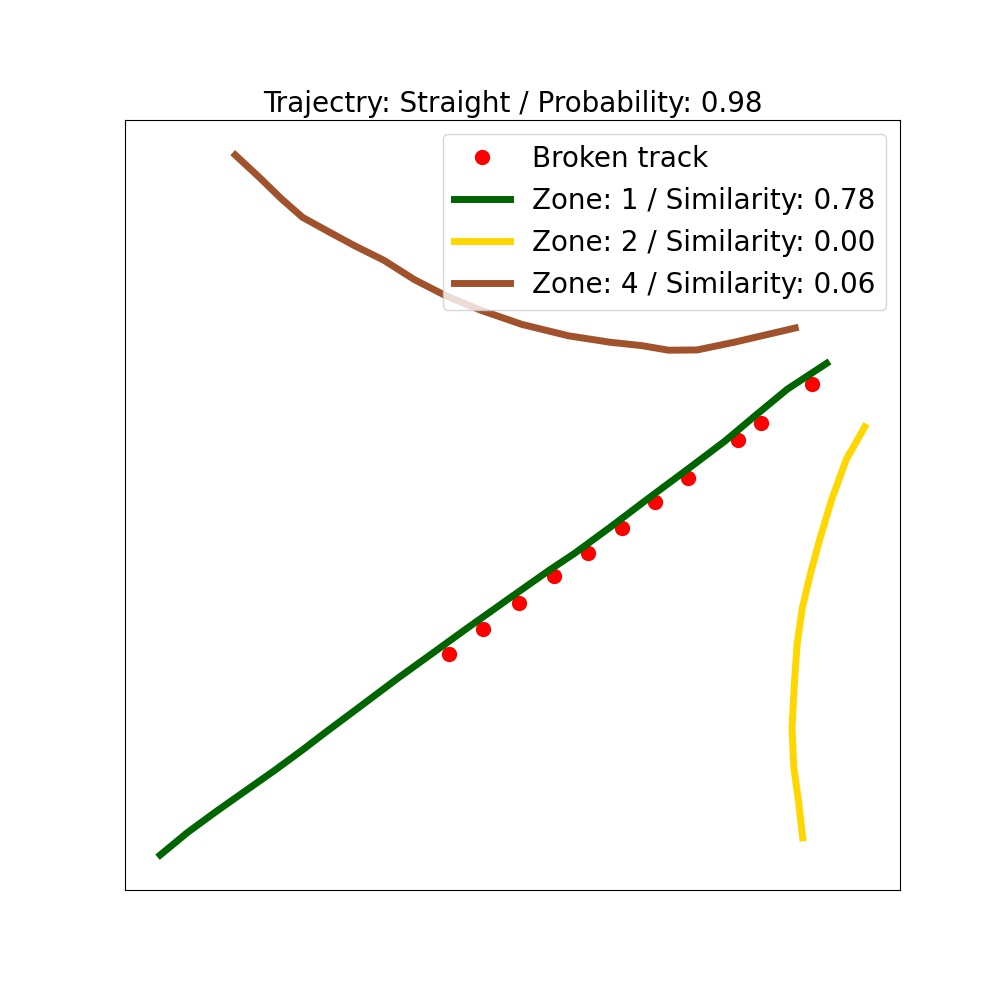 Trajectry: Straight / Probability: 0.98
Broken track
Zone: 1 / Similarity: 0.78
Zone: 2 / Similarity: 0.00
Zone: 4 / Similarity: 0.06